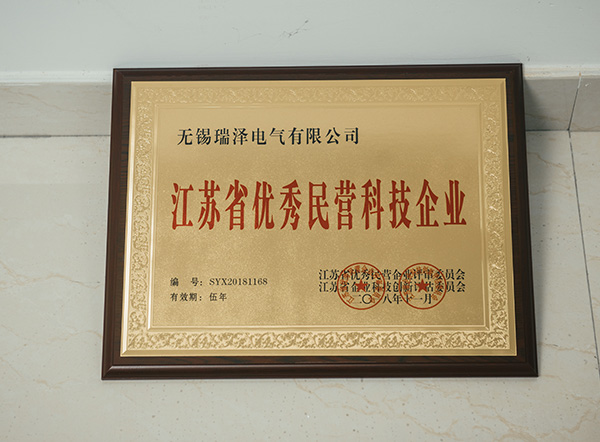 无锡瑞泽电气有限公司
江苏省优秀民营科技企业
编 号：SYX20181168
有效期：伍年
江苏省优秀民营企业评审委员会
江苏省企业科技创新评估委员会
二〇一八年十一月